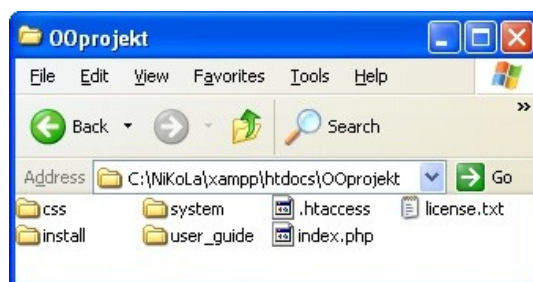 OOprojekt
File Edit View Favorites Tools Help
Back Search »
Address C:\NiKoLa\xampp\htdocs\OOprojekt Go
css system .htaccess license.txt
install user_guide index.php